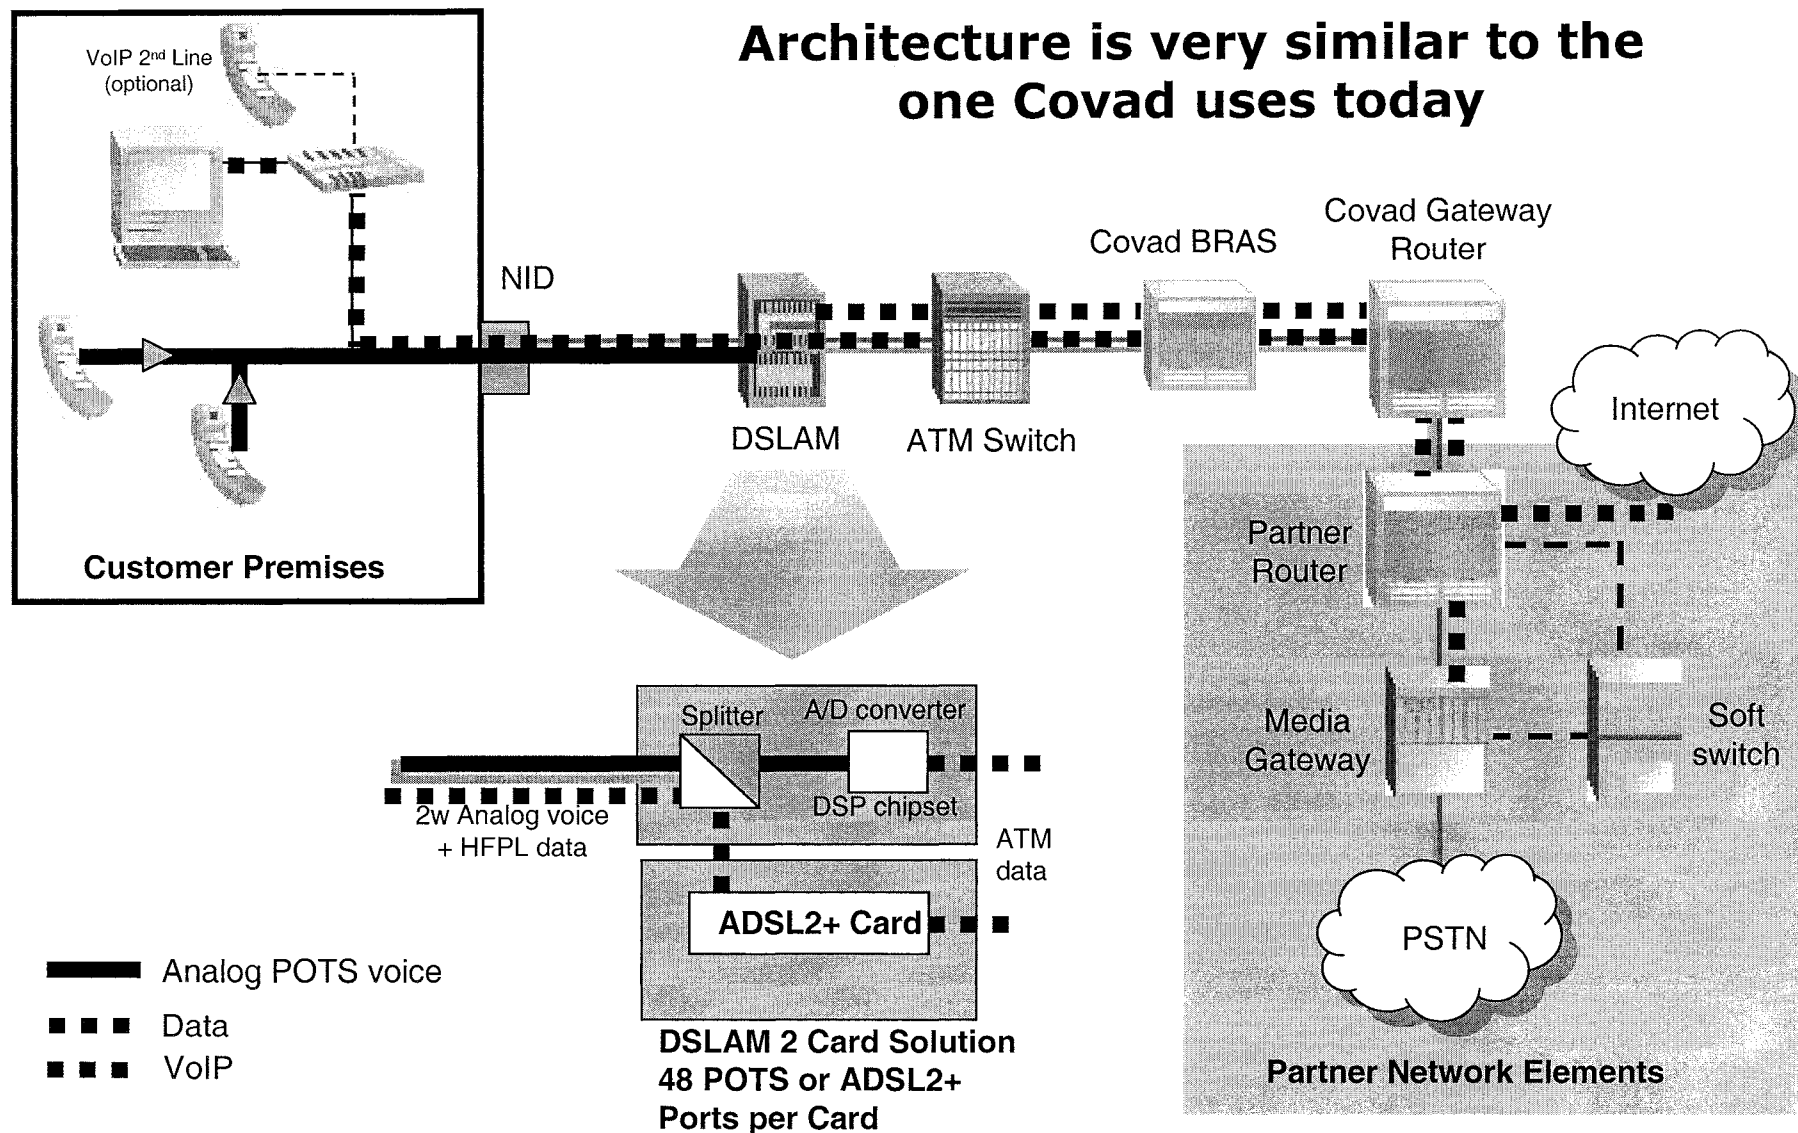 Architecture is very similar to the
one Covad uses today
VoIP 2nd Line
(optional)
Customer Premises
NID
DSLAM
ATM Switch
Covad BRAS
Covad Gateway
Router
Internet
Partner
Router
Media
Gateway
Soft
switch
PSTN
Partner Network Elements
Splitter
A/D converter
DSP chipset
2w Analog voice
+ HFPL data
ATM
data
ADSL2+ Card
DSLAM 2 Card Solution
48 POTS or ADSL2+
Ports per Card
Analog POTS voice
Data
VoIP